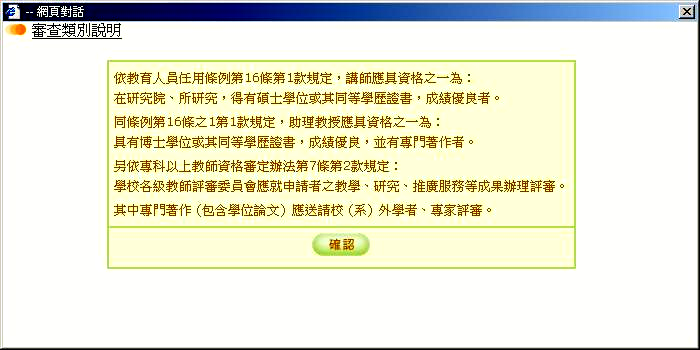 -- 網頁對話
審查類別說明
依教育人員任用條例第16條第1款規定，講師應具資格之一為：
在研究院、所研究，得有碩士學位或其同等學歷證書，成績優良者。
同條例第16條之1第1款規定，助理教授應具資格之一為：
具有博士學位或其同等學歷證書，成績優良，並有專門著作者。
另依專科以上教師資格審定辦法第7條第2款規定：
學校各級教師評審委員會應就申請者之教學、研究、推廣服務等成果辦理評審。
其中專門著作 (包含學位論文) 應送請校 (系) 外學者、專家評審。
確認